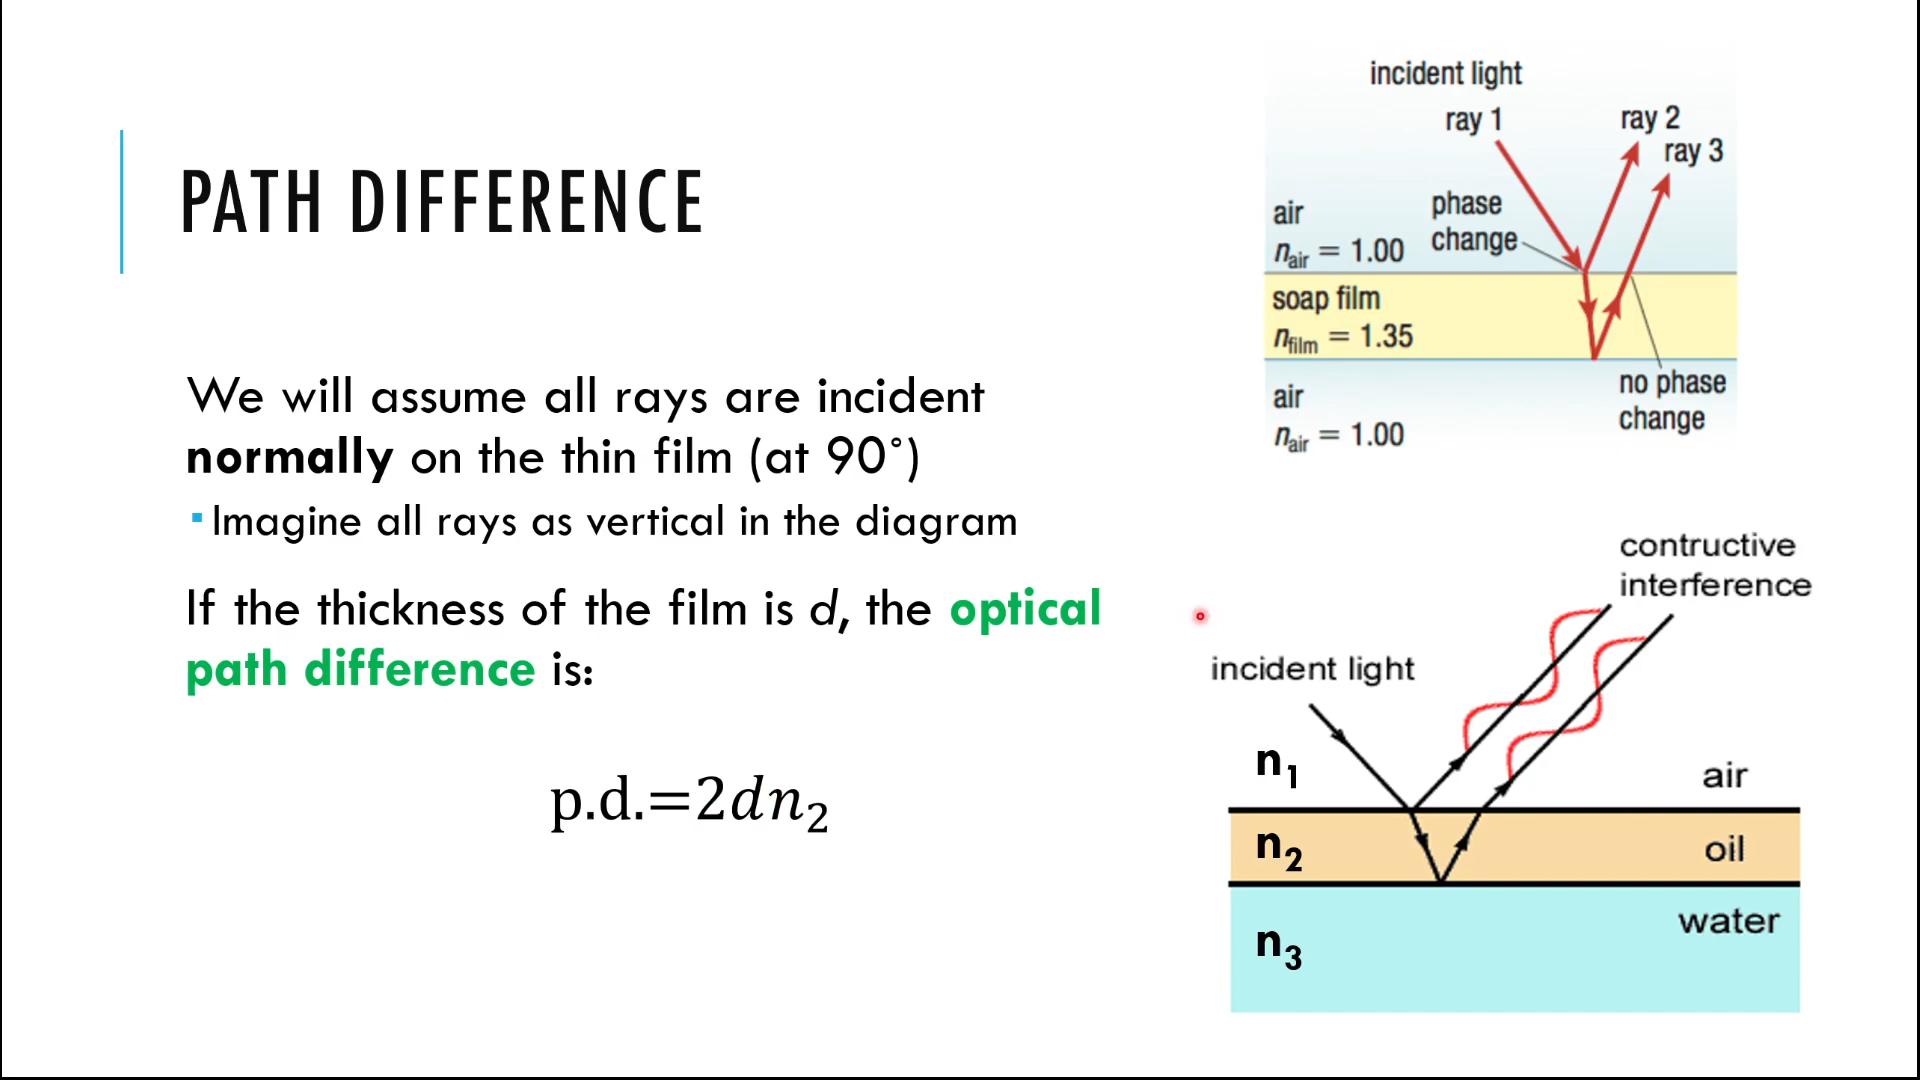 PATH DIFFERENCE
We will assume all rays are incident
normally on the thin film (at 90˚)
▪ Imagine all rays as vertical in the diagram
If the thickness of the film is d, the optical
path difference is:
p.d.=2dn₂
incident light
ray 1
ray 2
ray 3
phase
change
air
n_air = 1.00
soap film
n_film = 1.35
air
n_air = 1.00
no phase
change
contructive
interference
incident light
n₁
air
n₂
oil
n₃
water